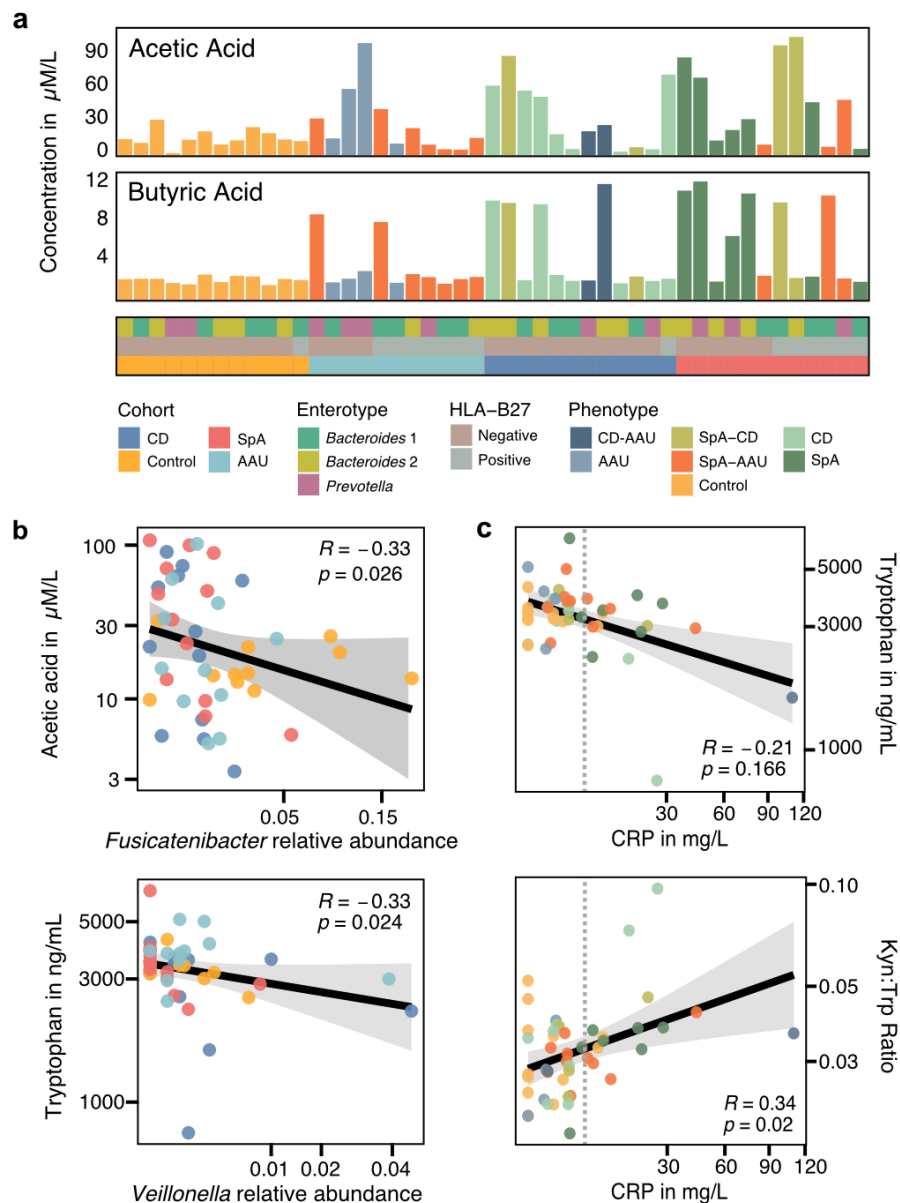 a
Acetic Acid
90
60
30
0
Concentration in µM/L
Butyric Acid
12
8
4
Cohort
CD
SpA
Control
AAU
Enterotype
Bacteroides 1
Bacteroides 2
Prevotella
HLA−B27
Negative
Positive
Phenotype
CD−AAU
SpA−CD
CD
AAU
SpA−AAU
SpA
Control
b
R = −0.33
p = 0.026
100
30
10
3
Acetic acid in µM/L
0.05
0.15
Fusicatenibacter relative abundance
R = −0.33
p = 0.024
5000
3000
1000
Tryptophan in ng/mL
0.01
0.02
0.04
Veillonella relative abundance
c
R = −0.21
p = 0.166
5000
3000
1000
Tryptophan in ng/mL
30
60
90
120
CRP in mg/L
R = 0.34
p = 0.02
0.10
0.05
0.03
Kyn:Trp Ratio
30
60
90
120
CRP in mg/L